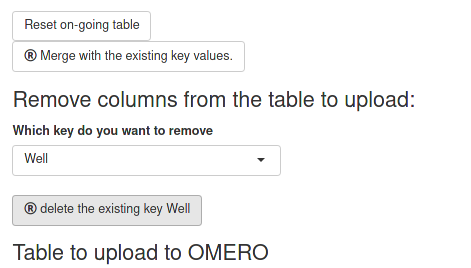 Reset on-going table
® Merge with the existing key values.
Remove columns from the table to upload:
Which key do you want to remove
Well
® delete the existing key Well
Table to upload to OMERO